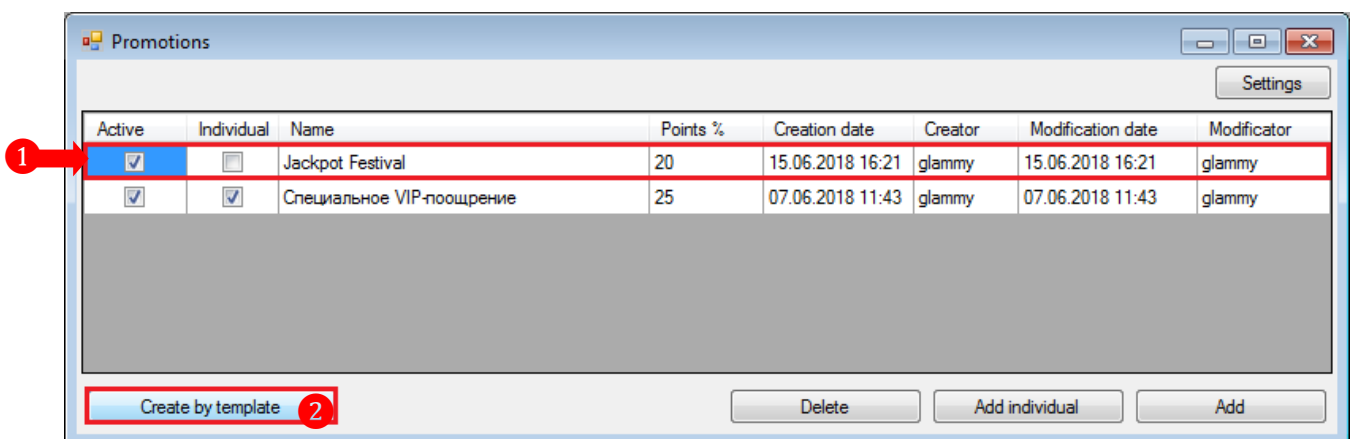 Promotions
Settings
Active Individual Name Points % Creation date Creator Modification date Modificator
1
Jackpot Festival 20 15.06.2018 16:21 glammy 15.06.2018 16:21 glammy
Специальное VIP-поощрение 25 07.06.2018 11:43 glammy 07.06.2018 11:43 glammy
Create by template 2 Delete Add individual Add